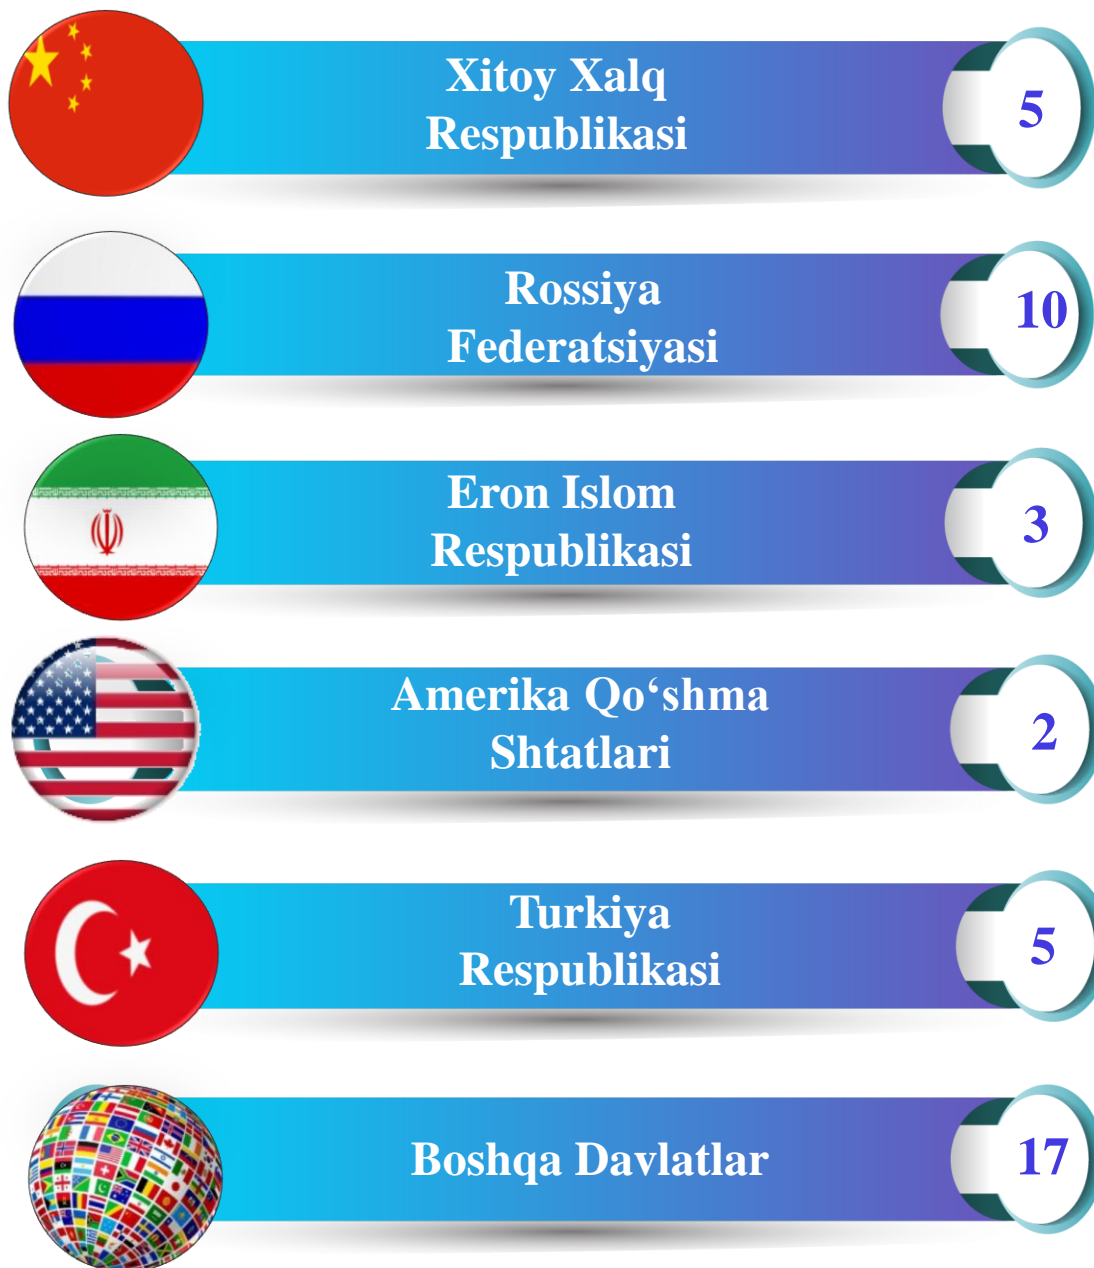 Xitoy Xalq
Respublikasi
5
Rossiya
Federatsiyasi
10
Eron Islom
Respublikasi
3
Amerika Qo‘shma
Shtatlari
2
Turkiya
Respublikasi
5
Boshqa Davlatlar
17